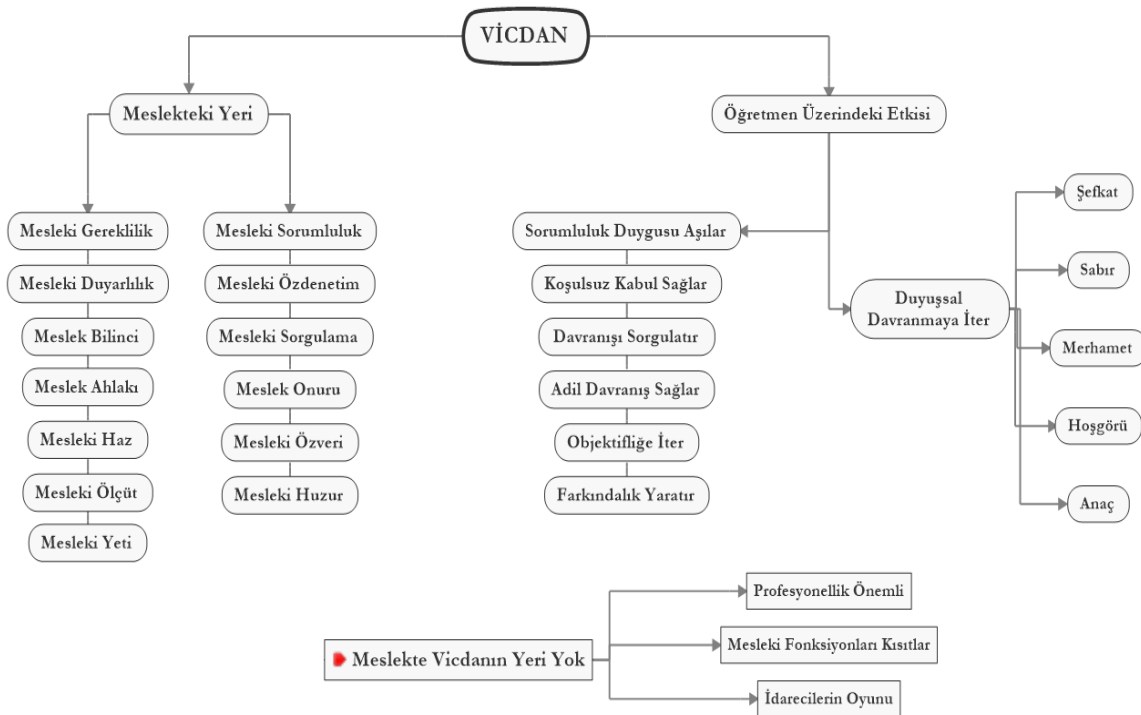 VİCDAN
Meslekteki Yeri
Öğretmen Üzerindeki Etkisi
Mesleki Gereklilik
Mesleki Duyarlılık
Meslek Bilinci
Meslek Ahlakı
Mesleki Haz
Mesleki Ölçüt
Mesleki Yeti
Mesleki Sorumluluk
Mesleki Özdenetim
Mesleki Sorgulama
Meslek Onuru
Mesleki Özveri
Mesleki Huzur
Sorumluluk Duygusu Aşılar
Koşulsuz Kabul Sağlar
Davranışı Sorgulatır
Adil Davranış Sağlar
Objektifliğe İter
Farkındalık Yaratır
Duyuşsal
Davranmaya İter
Şefkat
Sabır
Merhamet
Hoşgörü
Anaç
Meslekte Vicdanın Yeri Yok
Profesyonellik Önemli
Mesleki Fonksiyonları Kısıtlar
İdarecilerin Oyunu